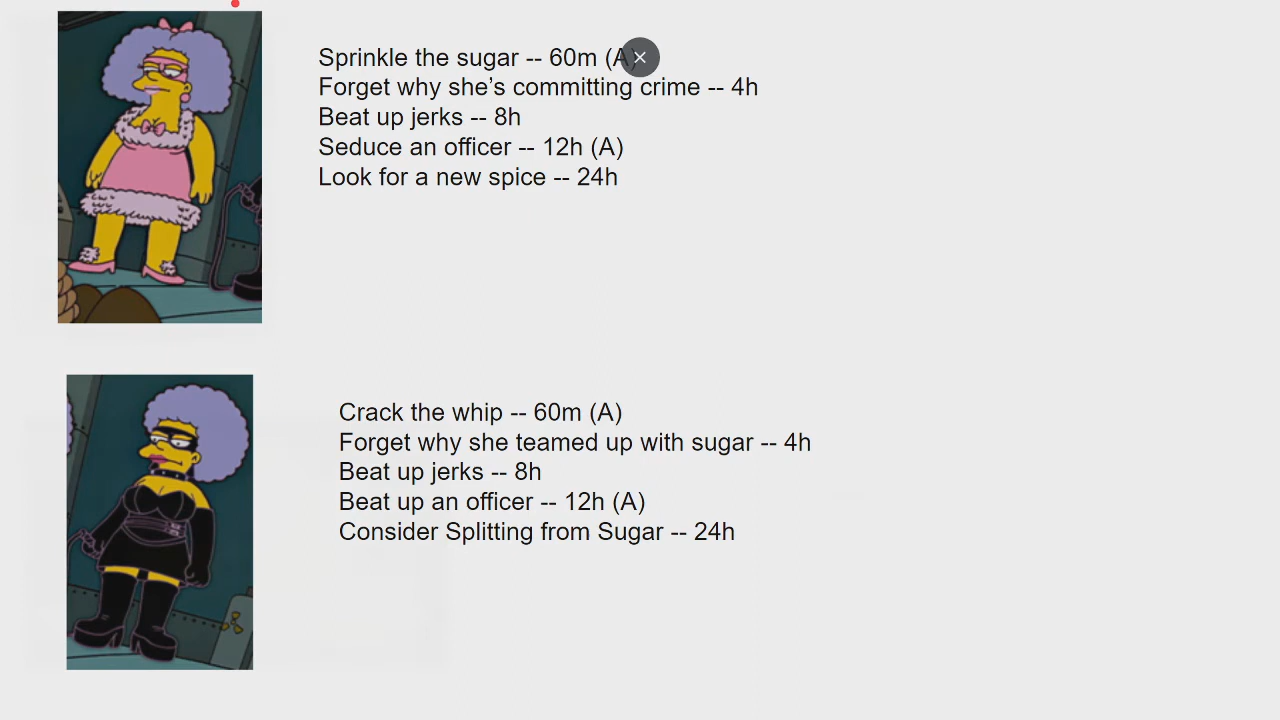 Sprinkle the sugar -- 60m (A)
Forget why she’s committing crime -- 4h
Beat up jerks -- 8h
Seduce an officer -- 12h (A)
Look for a new spice -- 24h
Crack the whip -- 60m (A)
Forget why she teamed up with sugar -- 4h
Beat up jerks -- 8h
Beat up an officer -- 12h (A)
Consider Splitting from Sugar -- 24h